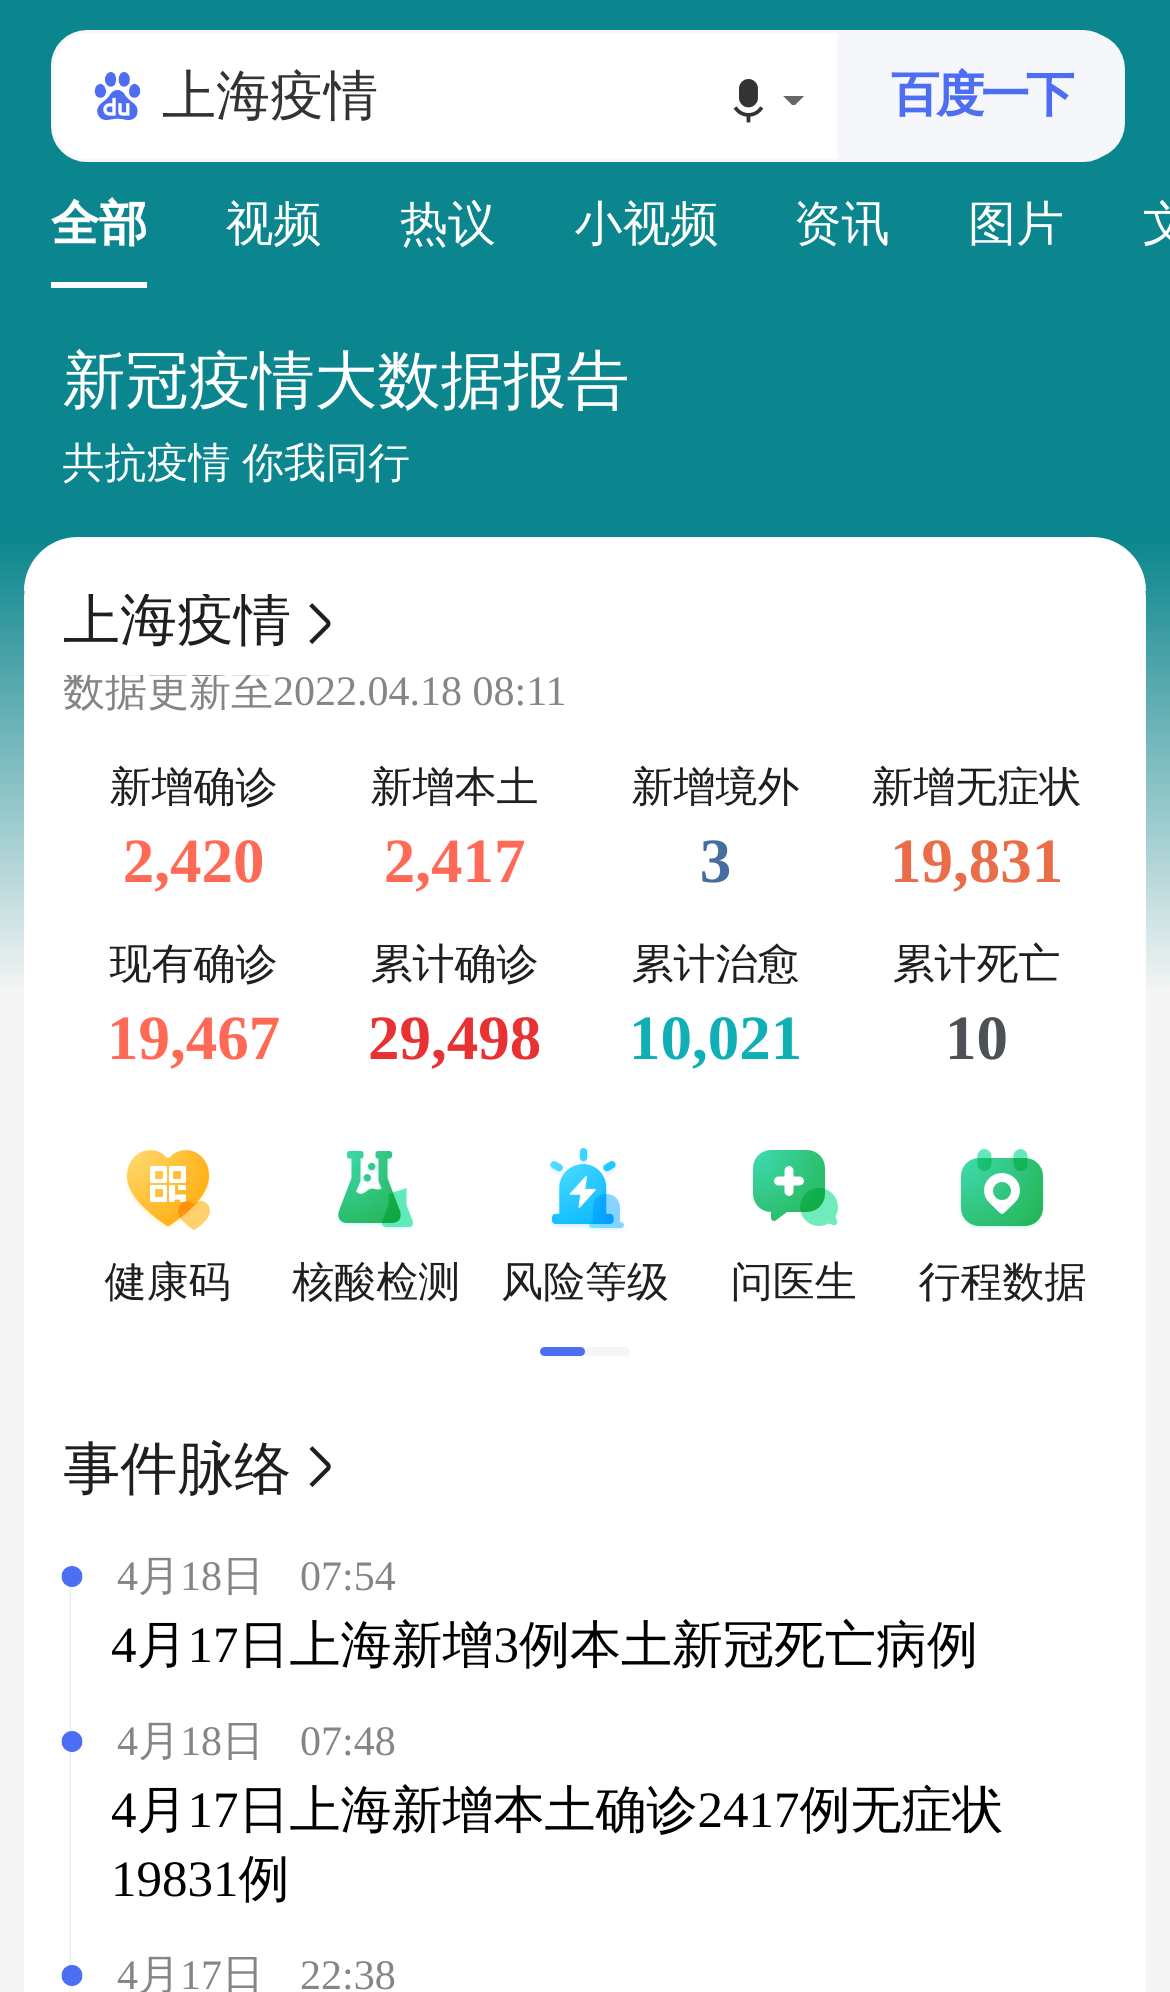 du 上海疫情 百度一下
全部 视频 热议 小视频 资讯 图片
新冠疫情大数据报告
共抗疫情 你我同行
上海疫情
数据更新至2022.04.18 08:11
新增确诊 新增本土 新增境外 新增无症状
2,420 2,417 3 19,831
现有确诊 累计确诊 累计治愈 累计死亡
19,467 29,498 10,021 10
健康码 核酸检测 风险等级 问医生 行程数据
事件脉络
4月18日 07:54
4月17日上海新增3例本土新冠死亡病例
4月18日 07:48
4月17日上海新增本土确诊2417例无症状
19831例
4月17日 22:38